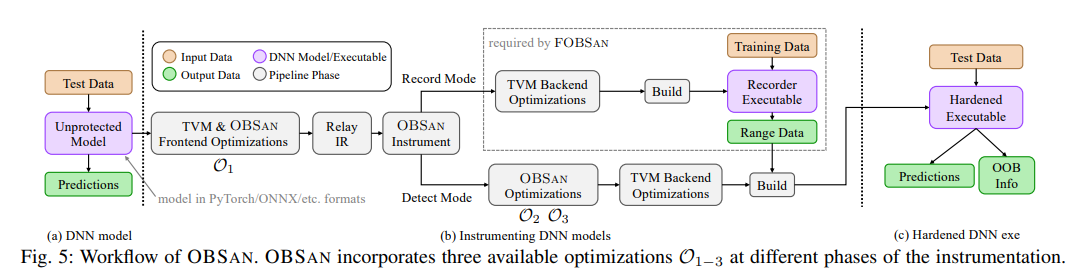 Input Data
DNN Model/Executable
Output Data
Pipeline Phase
Test Data
Unprotected
Model
Predictions
model in PyTorch/ONNX/etc. formats
(a) DNN model
TVM & OBSAN
Frontend Optimizations
O1
Relay
IR
OBSAN
Instrument
Record Mode
required by FOBSAN
TVM Backend
Optimizations
Build
Training Data
Recorder
Executable
Range Data
Detect Mode
OBSAN
Optimizations
O2 O3
TVM Backend
Optimizations
Build
(b) Instrumenting DNN models
Test Data
Hardened
Executable
Predictions
OOB
Info
(c) Hardened DNN exe
Fig. 5: Workflow of OBSAN. OBSAN incorporates three available optimizations O1−3 at different phases of the instrumentation.